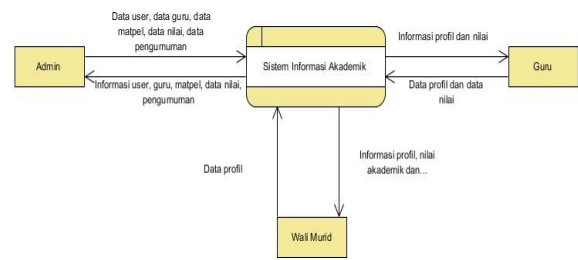 Data user, data guru, data
matpel, data nilai, data
pengumuman
Informasi profil dan nilai
Admin
Sistem Informasi Akademik
Guru
Informasi user, guru, matpel, data nilai,
pengumuman
Data profil dan data
nilai
Data profil
Informasi profil, nilai
akademik dan...
Wali Murid